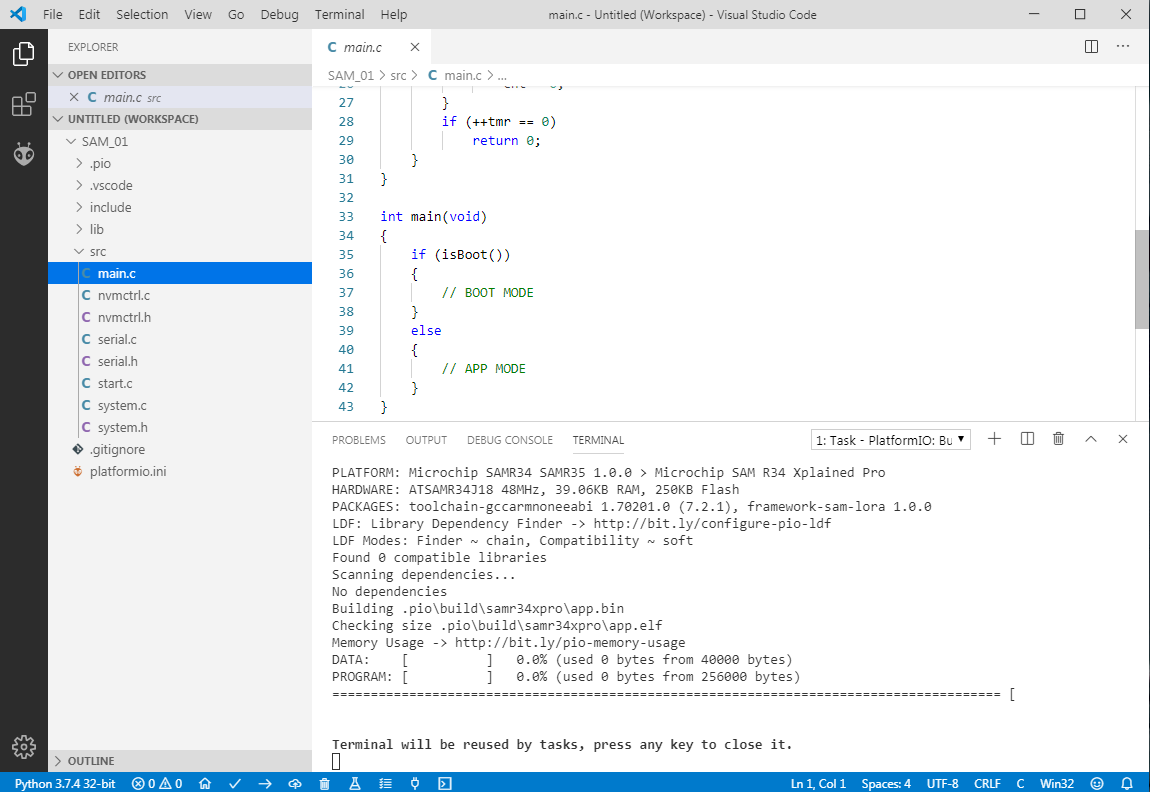 File Edit Selection View Go Debug Terminal Help main.c - Untitled (Workspace) - Visual Studio Code
EXPLORER
OPEN EDITORS
C main.c src
UNTITLED (WORKSPACE)
SAM_01
.pio
.vscode
include
lib
src
C main.c
C nvmctrl.c
C nvmctrl.h
C serial.c
C serial.h
C start.c
C system.c
C system.h
.gitignore
platformio.ini
OUTLINE
C main.c
SAM_01 > src > C main.c > ...
27 }
28 if (++tmr == 0)
29 return 0;
30 }
31 }
32
33 int main(void)
34 {
35 if (isBoot())
36 {
37 // BOOT MODE
38 }
39 else
40 {
41 // APP MODE
42 }
43 }
PROBLEMS OUTPUT DEBUG CONSOLE TERMINAL 1: Task - PlatformIO: Bu
PLATFORM: Microchip SAMR34 SAMR35 1.0.0 > Microchip SAM R34 Xplained Pro
HARDWARE: ATSAMR34J18 48MHz, 39.06KB RAM, 250KB Flash
PACKAGES: toolchain-gccarmnoneeabi 1.70201.0 (7.2.1), framework-sam-lora 1.0.0
LDF: Library Dependency Finder -> http://bit.ly/configure-pio-ldf
LDF Modes: Finder ~ chain, Compatibility ~ soft
Found 0 compatible libraries
Scanning dependencies...
No dependencies
Building .pio\build\samr34xpro\app.bin
Checking size .pio\build\samr34xpro\app.elf
Memory Usage -> http://bit.ly/pio-memory-usage
DATA: [ ] 0.0% (used 0 bytes from 40000 bytes)
PROGRAM: [ ] 0.0% (used 0 bytes from 256000 bytes)
======================================================================================= [
Terminal will be reused by tasks, press any key to close it.
Python 3.7.4 32-bit 0 0 Ln 1, Col 1 Spaces: 4 UTF-8 CRLF C Win32